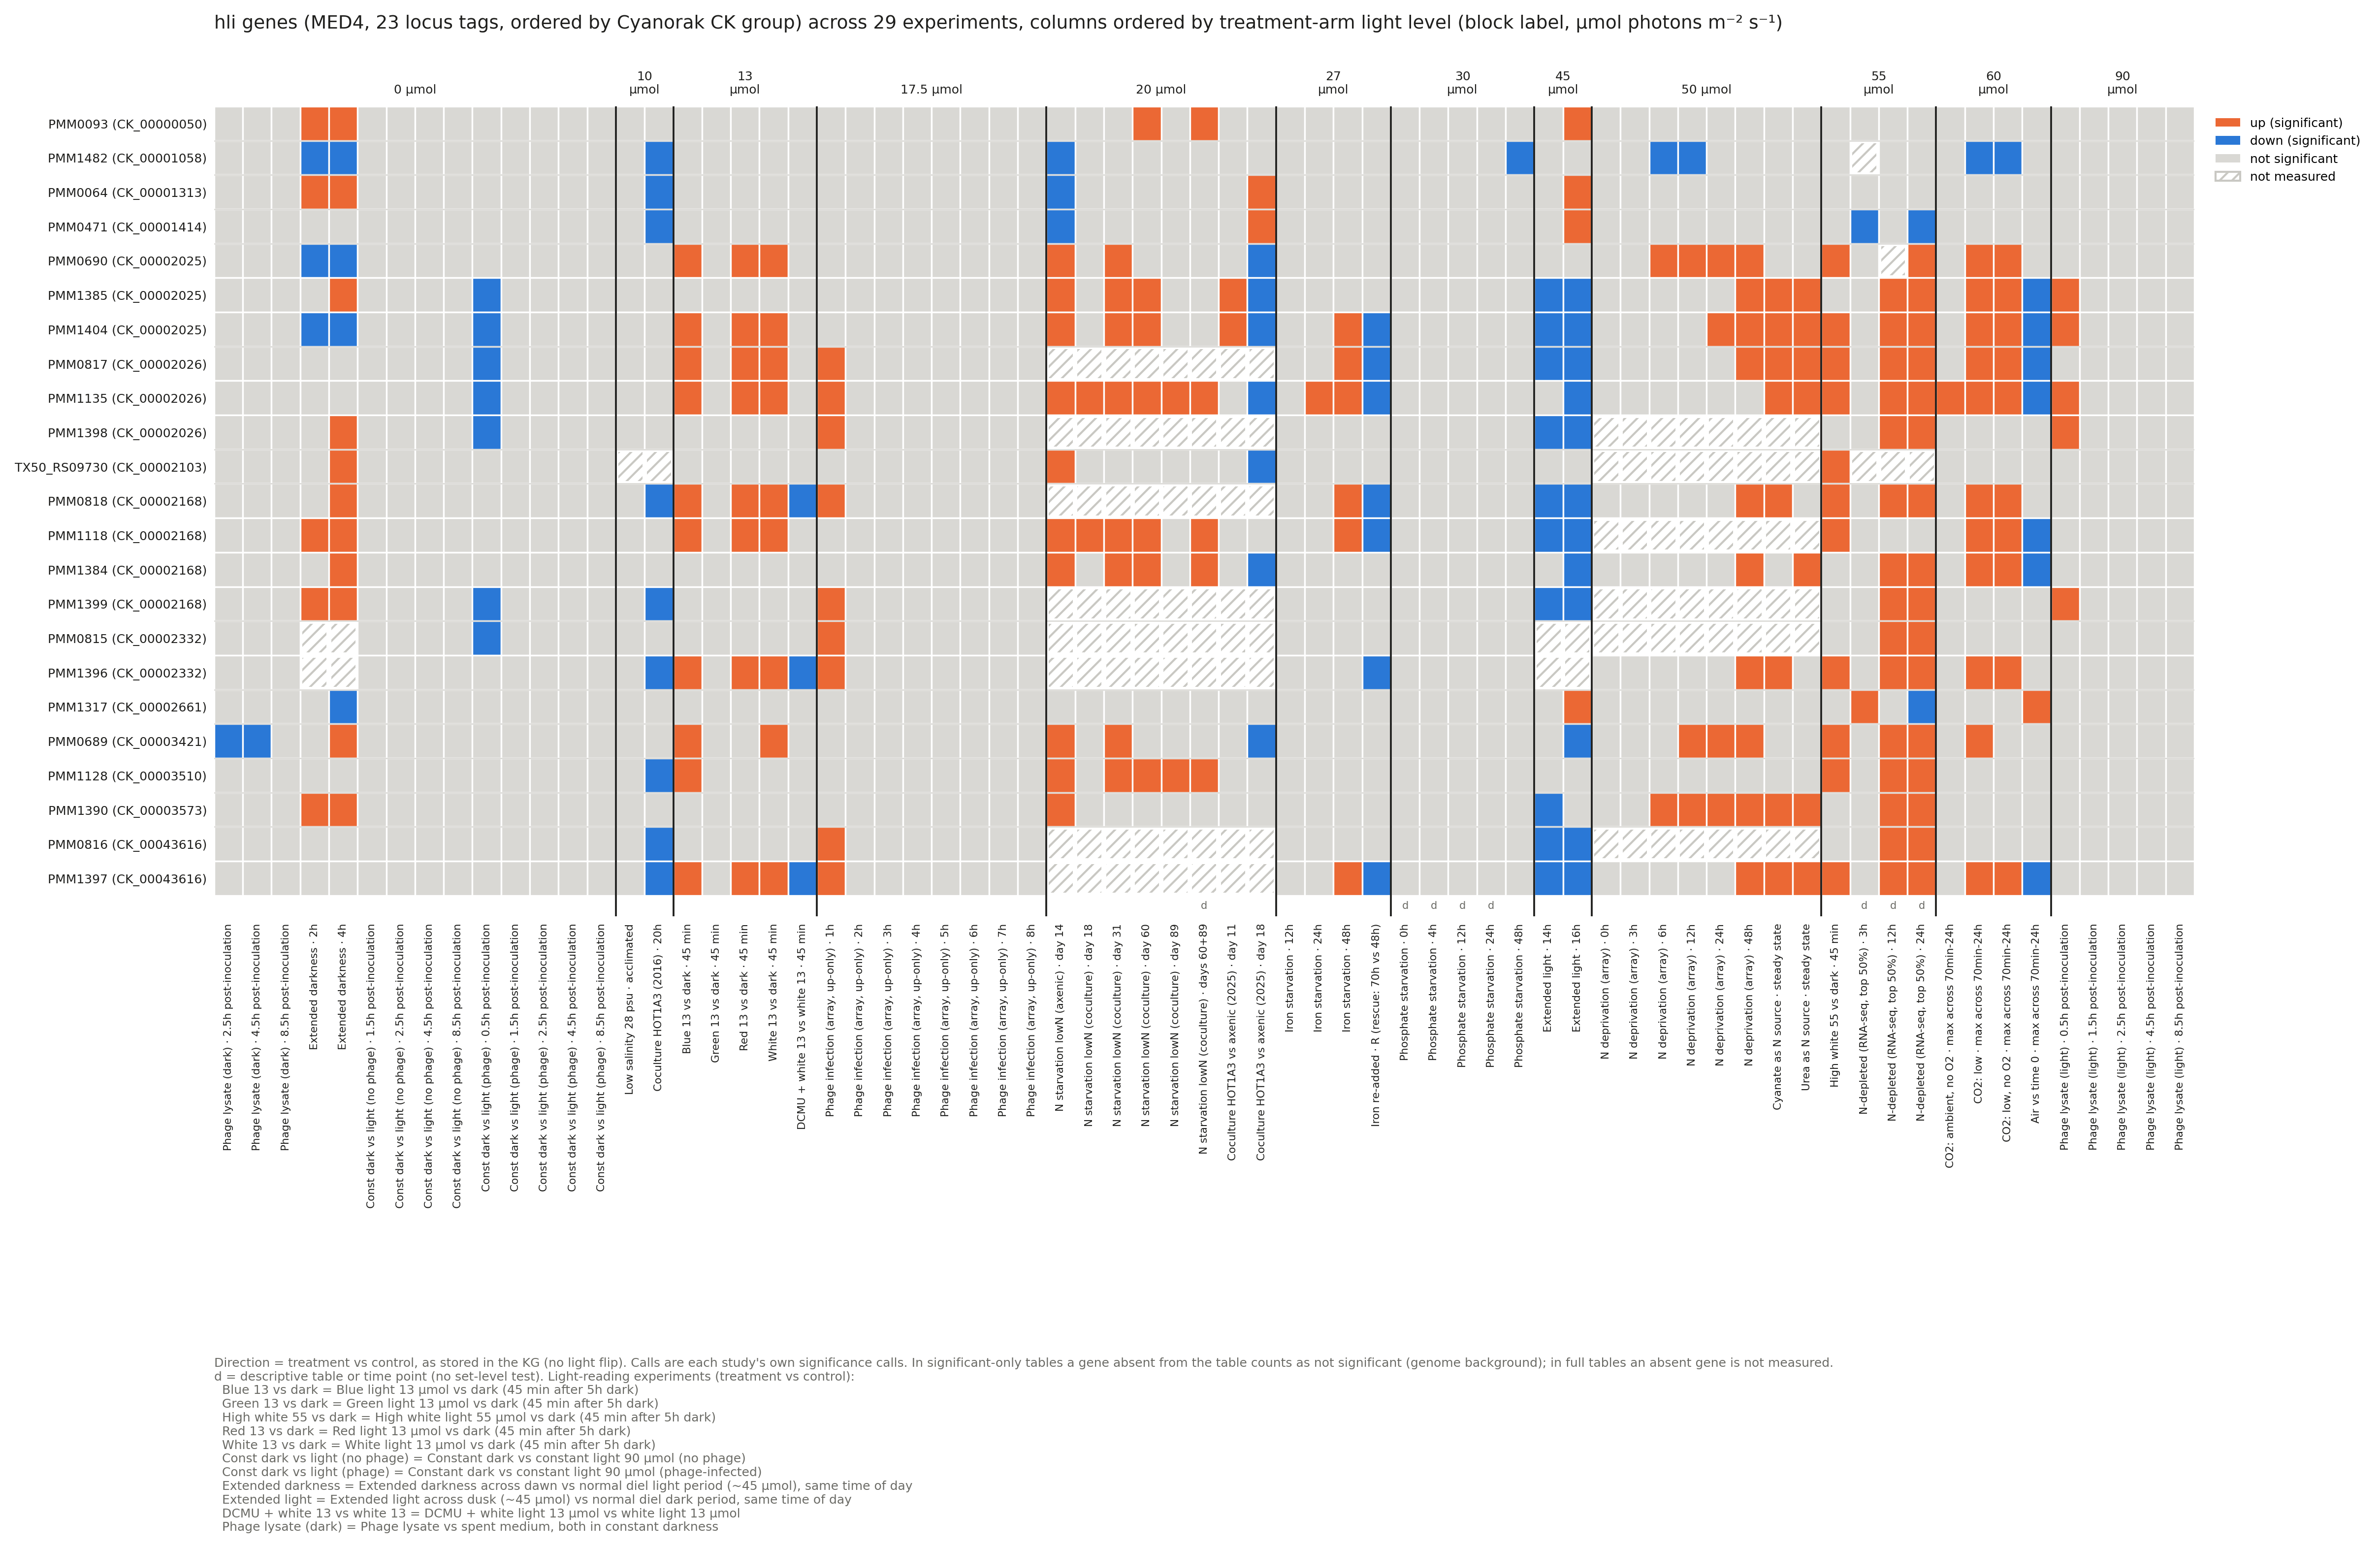 hli genes (MED4, 23 locus tags, ordered by Cyanorak CK group) across 29 experiments, columns ordered by treatment-arm light level (block label, µmol photons m⁻² s⁻¹)
0 µmol
10
µmol
13
µmol
17.5 µmol
20 µmol
27
µmol
30
µmol
45
µmol
50 µmol
55
µmol
60
µmol
90
µmol
up (significant)
down (significant)
not significant
not measured
PMM0093 (CK_00000050)
PMM1482 (CK_00001058)
PMM0064 (CK_00001313)
PMM0471 (CK_00001414)
PMM0690 (CK_00002025)
PMM1385 (CK_00002025)
PMM1404 (CK_00002025)
PMM0817 (CK_00002026)
PMM1135 (CK_00002026)
PMM1398 (CK_00002026)
TX50_RS09730 (CK_00002103)
PMM0818 (CK_00002168)
PMM1118 (CK_00002168)
PMM1384 (CK_00002168)
PMM1399 (CK_00002168)
PMM0815 (CK_00002332)
PMM1396 (CK_00002332)
PMM1317 (CK_00002661)
PMM0689 (CK_00003421)
PMM1128 (CK_00003510)
PMM1390 (CK_00003573)
PMM0816 (CK_00043616)
PMM1397 (CK_00043616)
d
d
d
d
d
d
d
d
Phage lysate (dark) · 2.5h post-inoculation
Phage lysate (dark) · 4.5h post-inoculation
Phage lysate (dark) · 8.5h post-inoculation
Extended darkness · 2h
Extended darkness · 4h
Const dark vs light (no phage) · 1.5h post-inoculation
Const dark vs light (no phage) · 2.5h post-inoculation
Const dark vs light (no phage) · 4.5h post-inoculation
Const dark vs light (no phage) · 8.5h post-inoculation
Const dark vs light (phage) · 0.5h post-inoculation
Const dark vs light (phage) · 1.5h post-inoculation
Const dark vs light (phage) · 2.5h post-inoculation
Const dark vs light (phage) · 4.5h post-inoculation
Const dark vs light (phage) · 8.5h post-inoculation
Low salinity 28 psu · acclimated
Coculture HOT1A3 (2016) · 20h
Blue 13 vs dark · 45 min
Green 13 vs dark · 45 min
Red 13 vs dark · 45 min
White 13 vs dark · 45 min
DCMU + white 13 vs white 13 · 45 min
Phage infection (array, up-only) · 1h
Phage infection (array, up-only) · 2h
Phage infection (array, up-only) · 3h
Phage infection (array, up-only) · 4h
Phage infection (array, up-only) · 5h
Phage infection (array, up-only) · 6h
Phage infection (array, up-only) · 7h
Phage infection (array, up-only) · 8h
N starvation lowN (axenic) · day 14
N starvation lowN (coculture) · day 18
N starvation lowN (coculture) · day 31
N starvation lowN (coculture) · day 60
N starvation lowN (coculture) · day 89
N starvation lowN (coculture) · days 60+89
Coculture HOT1A3 vs axenic (2025) · day 11
Coculture HOT1A3 vs axenic (2025) · day 18
Iron starvation · 12h
Iron starvation · 24h
Iron starvation · 48h
Iron re-added · R (rescue: 70h vs 48h)
Phosphate starvation · 0h
Phosphate starvation · 4h
Phosphate starvation · 12h
Phosphate starvation · 24h
Phosphate starvation · 48h
Extended light · 14h
Extended light · 16h
N deprivation (array) · 0h
N deprivation (array) · 3h
N deprivation (array) · 6h
N deprivation (array) · 12h
N deprivation (array) · 24h
N deprivation (array) · 48h
Cyanate as N source · steady state
Urea as N source · steady state
High white 55 vs dark · 45 min
N-depleted (RNA-seq, top 50%) · 3h
N-depleted (RNA-seq, top 50%) · 12h
N-depleted (RNA-seq, top 50%) · 24h
CO2: ambient, no O2 · max across 70min-24h
CO2: low · max across 70min-24h
CO2: low, no O2 · max across 70min-24h
Air vs time 0 · max across 70min-24h
Phage lysate (light) · 0.5h post-inoculation
Phage lysate (light) · 1.5h post-inoculation
Phage lysate (light) · 2.5h post-inoculation
Phage lysate (light) · 4.5h post-inoculation
Phage lysate (light) · 8.5h post-inoculation
Direction = treatment vs control, as stored in the KG (no light flip). Calls are each study's own significance calls. In significant-only tables a gene absent from the table counts as not significant (genome background); in full tables an absent gene is not measured.
d = descriptive table or time point (no set-level test). Light-reading experiments (treatment vs control):
Blue 13 vs dark = Blue light 13 µmol vs dark (45 min after 5h dark)
Green 13 vs dark = Green light 13 µmol vs dark (45 min after 5h dark)
High white 55 vs dark = High white light 55 µmol vs dark (45 min after 5h dark)
Red 13 vs dark = Red light 13 µmol vs dark (45 min after 5h dark)
White 13 vs dark = White light 13 µmol vs dark (45 min after 5h dark)
Const dark vs light (no phage) = Constant dark vs constant light 90 µmol (no phage)
Const dark vs light (phage) = Constant dark vs constant light 90 µmol (phage-infected)
Extended darkness = Extended darkness across dawn vs normal diel light period (~45 µmol), same time of day
Extended light = Extended light across dusk (~45 µmol) vs normal diel dark period, same time of day
DCMU + white 13 vs white 13 = DCMU + white light 13 µmol vs white light 13 µmol
Phage lysate (dark) = Phage lysate vs spent medium, both in constant darkness